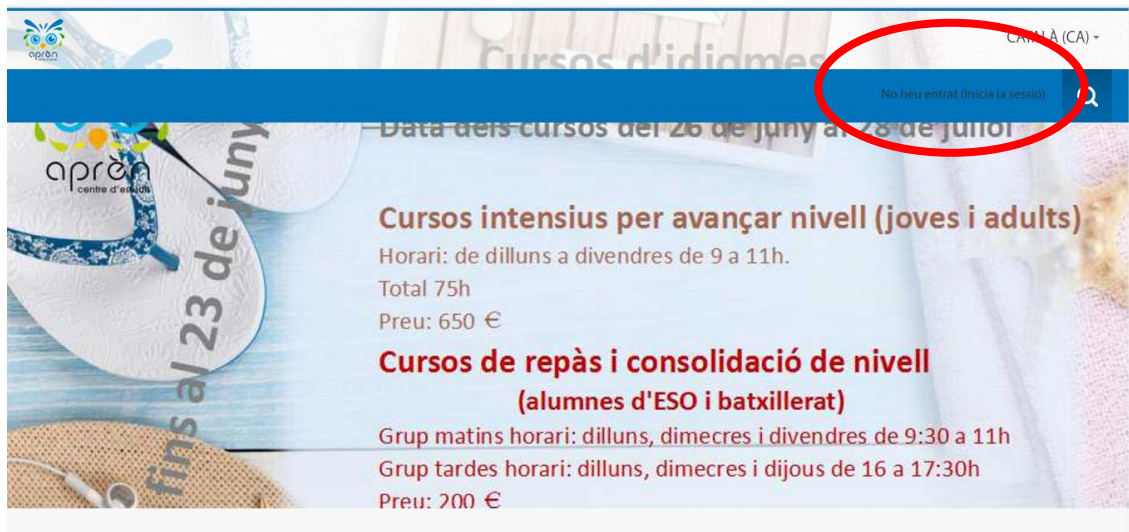 aprèn
CATALÀ (CA)
Cursos d'idiomes
No heu entrat (Inicia la sessió)
Data dels cursos del 26 de juny al 28 de juliol
aprèn
centre d'estudis
fins al 23 de juny
Cursos intensius per avançar nivell (joves i adults)
Horari: de dilluns a divendres de 9 a 11h.
Total 75h
Preu: 650 €
Cursos de repàs i consolidació de nivell
(alumnes d'ESO i batxillerat)
Grup matins horari: dilluns, dimecres i divendres de 9:30 a 11h
Grup tardes horari: dilluns, dimecres i dijous de 16 a 17:30h
Preu: 200 €